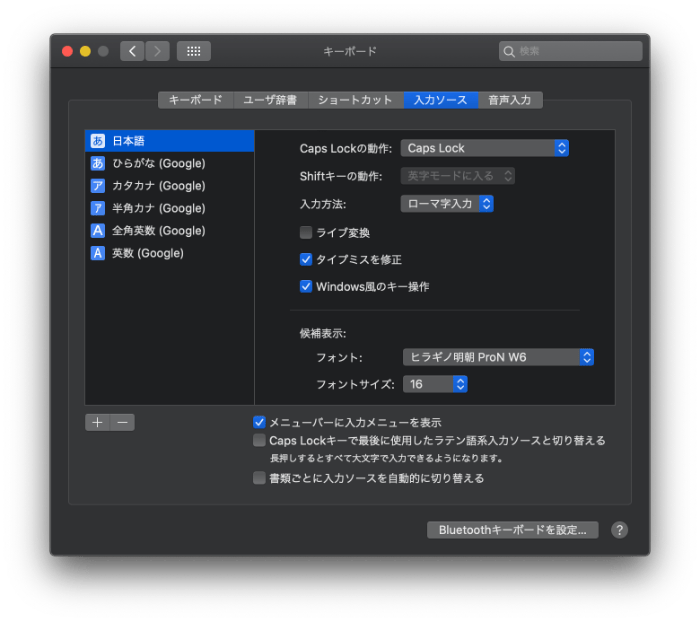 キーボード
検索
キーボード ユーザ辞書 ショートカット 入力ソース 音声入力
あ 日本語
あ ひらがな (Google)
ア カタカナ (Google)
ア 半角カナ (Google)
A 全角英数 (Google)
A 英数 (Google)
Caps Lockの動作: Caps Lock
Shiftキーの動作: 英字モードに入る
入力方法: ローマ字入力
ライブ変換
タイプミスを修正
Windows風のキー操作
候補表示:
フォント: ヒラギノ明朝 ProN W6
フォントサイズ: 16
メニューバーに入力メニューを表示
Caps Lockキーで最後に使用したラテン語系入力ソースと切り替える
長押しするとすべて大文字で入力できるようになります。
書類ごとに入力ソースを自動的に切り替える
Bluetoothキーボードを設定... ?